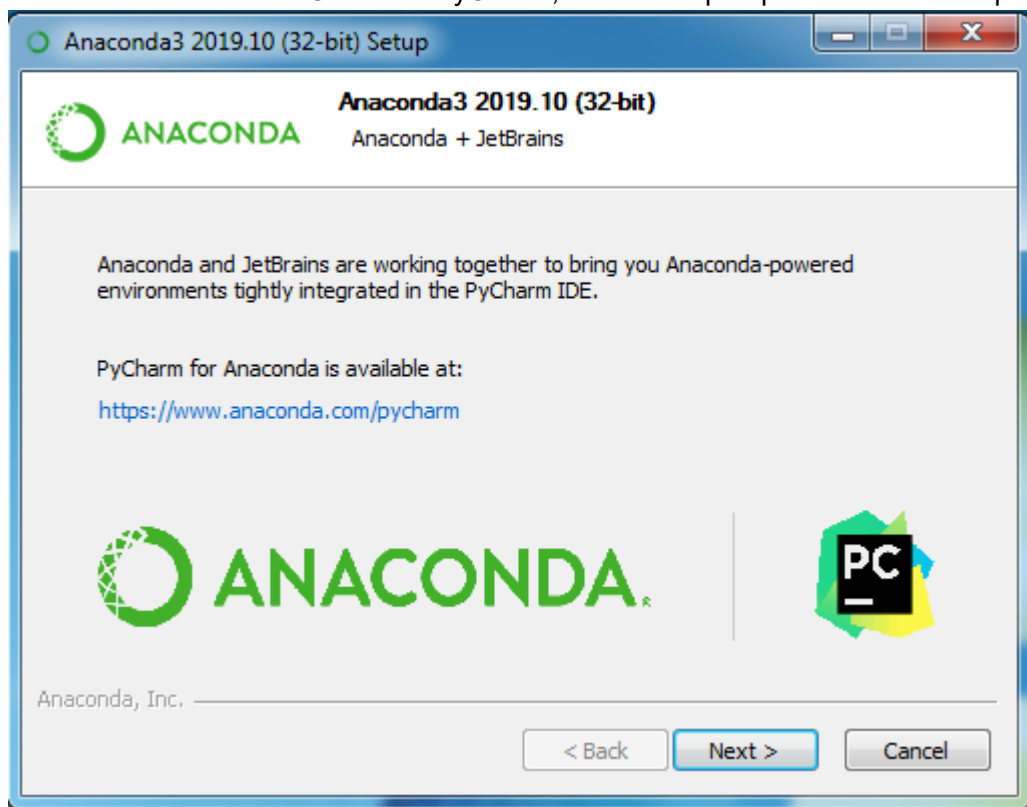 Anaconda3 2019.10 (32-bit) Setup
ANACONDA
Anaconda3 2019.10 (32-bit)
Anaconda + JetBrains
Anaconda and JetBrains are working together to bring you Anaconda-powered
environments tightly integrated in the PyCharm IDE.
PyCharm for Anaconda is available at:
https://www.anaconda.com/pycharm
ANACONDA®
PC
Anaconda, Inc.
< Back Next > Cancel